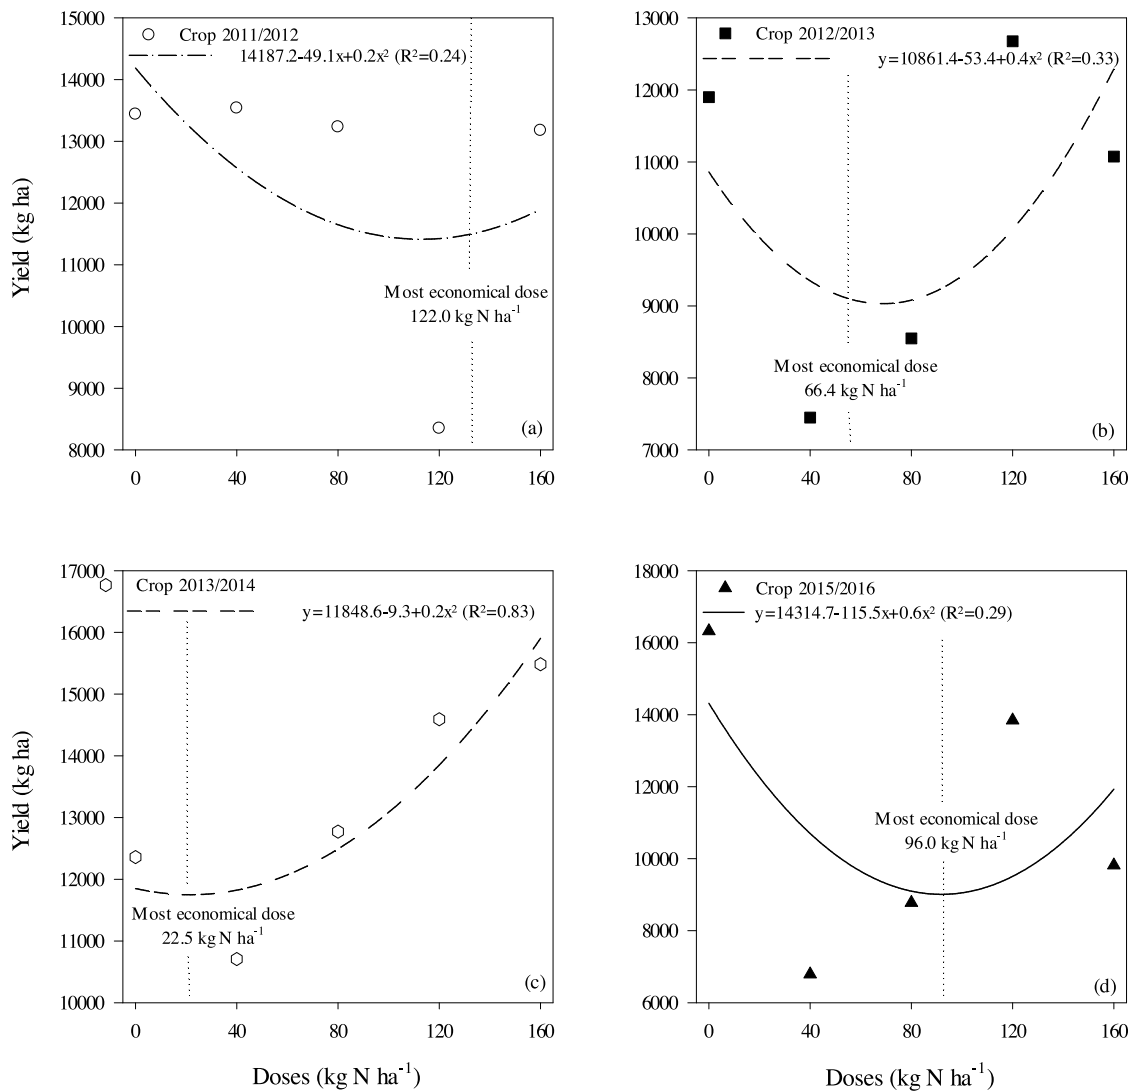 Crop 2011/2012
14187.2-49.1x+0.2x² (R²=0.24)
Yield (kg ha)
15000
14000
13000
12000
11000
10000
9000
8000
Most economical dose
122.0 kg N ha⁻¹
(a)
0 40 80 120 160
Crop 2012/2013
y=10861.4-53.4+0.4x² (R²=0.33)
13000
12000
11000
10000
9000
8000
7000
Most economical dose
66.4 kg N ha⁻¹
(b)
0 40 80 120 160
Crop 2013/2014
y=11848.6-9.3+0.2x² (R²=0.83)
Yield (kg ha)
17000
16000
15000
14000
13000
12000
11000
10000
Most economical dose
22.5 kg N ha⁻¹
(c)
0 40 80 120 160
Doses (kg N ha⁻¹)
Crop 2015/2016
y=14314.7-115.5x+0.6x² (R²=0.29)
18000
16000
14000
12000
10000
8000
6000
Most economical dose
96.0 kg N ha⁻¹
(d)
0 40 80 120 160
Doses (kg N ha⁻¹)